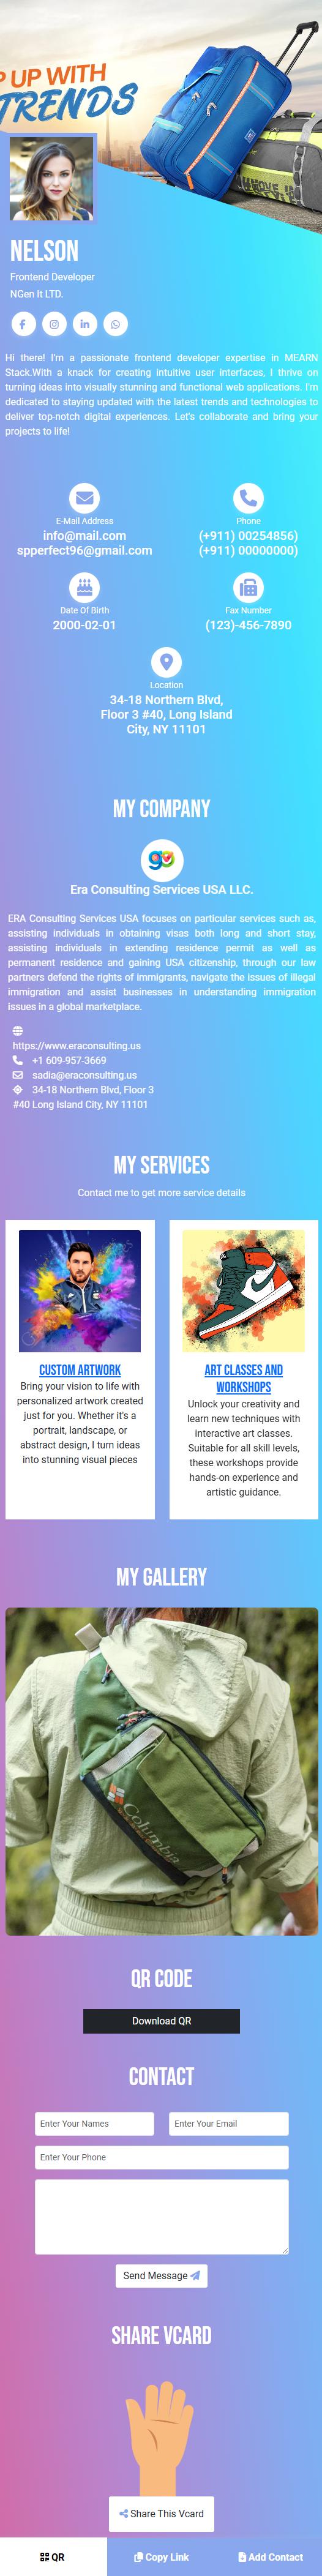 P UP WITH
TRENDS
NELSON
Frontend Developer
NGen It LTD.
Hi there! I'm a passionate frontend developer expertise in MEARN
Stack.With a knack for creating intuitive user interfaces, I thrive on
turning ideas into visually stunning and functional web applications. I'm
dedicated to staying updated with the latest trends and technologies to
deliver top-notch digital experiences. Let's collaborate and bring your
projects to life!
E-Mail Address
info@mail.com
spperfect96@gmail.com
Phone
(+911) 00254856)
(+911) 00000000)
Date Of Birth
2000-02-01
Fax Number
(123)-456-7890
Location
34-18 Northern Blvd,
Floor 3 #40, Long Island
City, NY 11101
MY COMPANY
go
Era Consulting Services USA LLC.
ERA Consulting Services USA focuses on particular services such as,
assisting individuals in obtaining visas both long and short stay,
assisting individuals in extending residence permit as well as
permanent residence and gaining USA citizenship, through our law
partners defend the rights of immigrants, navigate the issues of illegal
immigration and assist businesses in understanding immigration
issues in a global marketplace.
https://www.eraconsulting.us
+1 609-957-3669
sadia@eraconsulting.us
34-18 Northern Blvd, Floor 3
#40 Long Island City, NY 11101
MY SERVICES
Contact me to get more service details
CUSTOM ARTWORK
Bring your vision to life with
personalized artwork created
just for you. Whether it's a
portrait, landscape, or
abstract design, I turn ideas
into stunning visual pieces
ART CLASSES AND
WORKSHOPS
Unlock your creativity and
learn new techniques with
interactive art classes.
Suitable for all skill levels,
these workshops provide
hands-on experience and
artistic guidance.
MY GALLERY
Columbia
QR CODE
Download QR
CONTACT
Enter Your Names
Enter Your Email
Enter Your Phone
Send Message
SHARE VCARD
Share This Vcard
QR
Copy Link
Add Contact